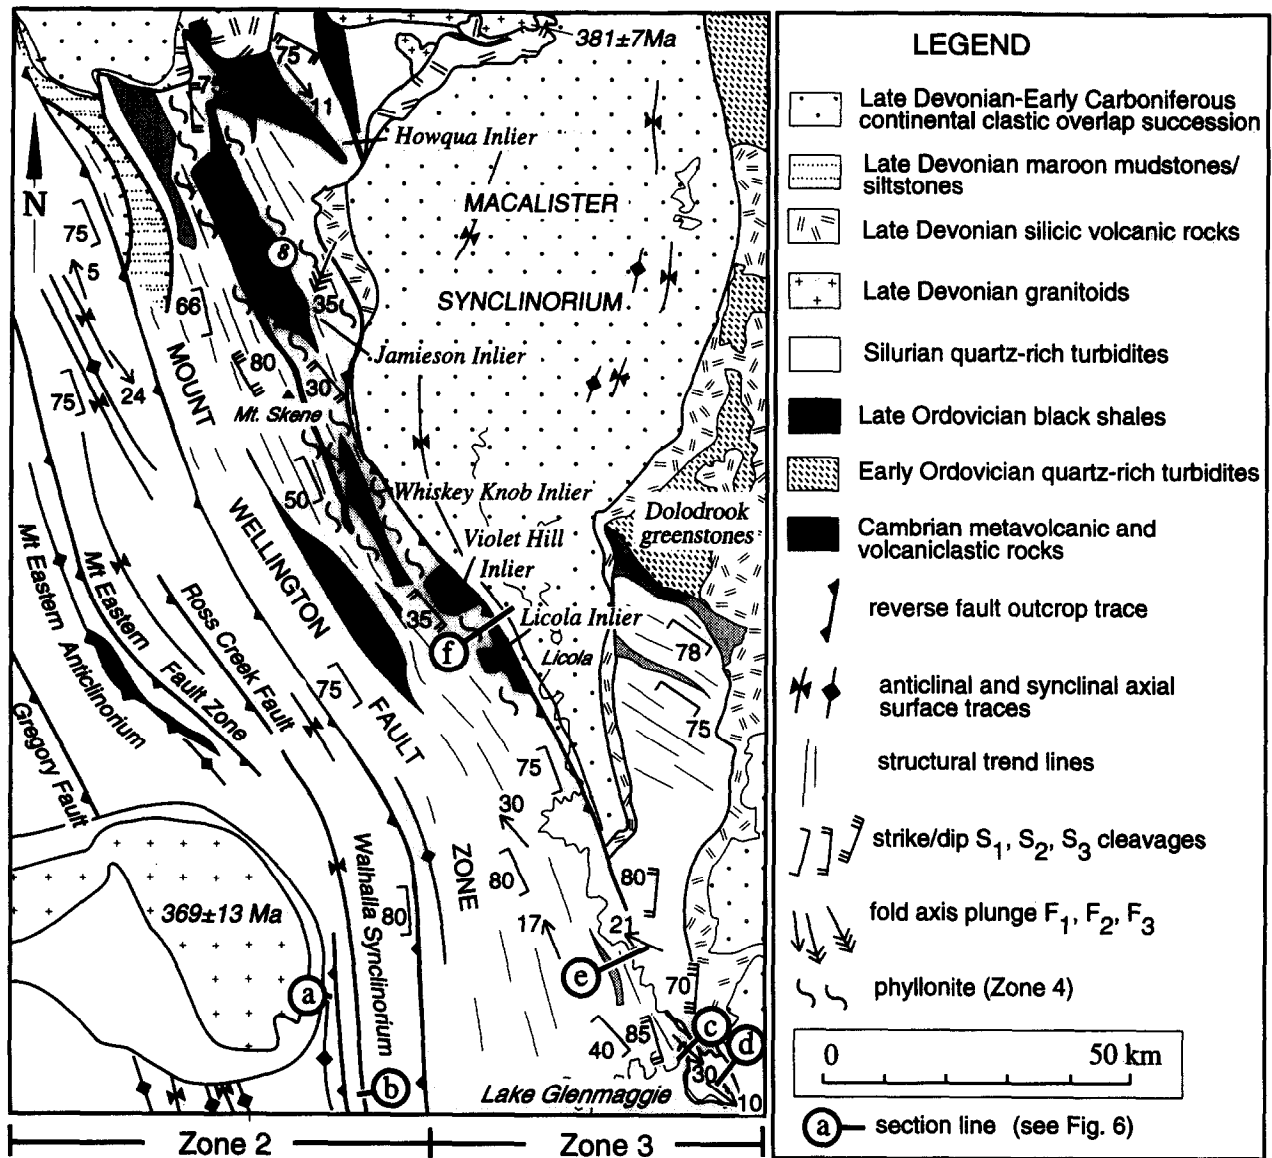 381±7Ma
75
75
11
Howqua Inlier
N
MACALISTER
75
5
8
SYNCLINORIUM
66
35
MOUNT
Jamieson Inlier
80
30
24
75
Mt. Skene
50
Whiskey Knob Inlier
WELLINGTON
Dolodrook
greenstones
Violet Hill
Inlier
Mt Eastern
Anticlinorium
Mt Eastern
Fault Zone
Ross Creek Fault
35
Licola Inlier
f
Licola
78
75
FAULT
75
Gregory Fault
75
30
ZONE
Walhalla Synclinorium
80
80
80
369±13 Ma
17
21
e
a
70
85
c
40
d
30
b
Lake Glenmaggie
10
Zone 2
Zone 3
LEGEND
Late Devonian-Early Carboniferous
continental clastic overlap succession
Late Devonian maroon mudstones/
siltstones
Late Devonian silicic volcanic rocks
Late Devonian granitoids
Silurian quartz-rich turbidites
Late Ordovician black shales
Early Ordovician quartz-rich turbidites
Cambrian metavolcanic and
volcaniclastic rocks
reverse fault outcrop trace
anticlinal and synclinal axial
surface traces
structural trend lines
strike/dip S1, S2, S3 cleavages
fold axis plunge F1, F2, F3
phyllonite (Zone 4)
0 50 km
a section line (see Fig. 6)